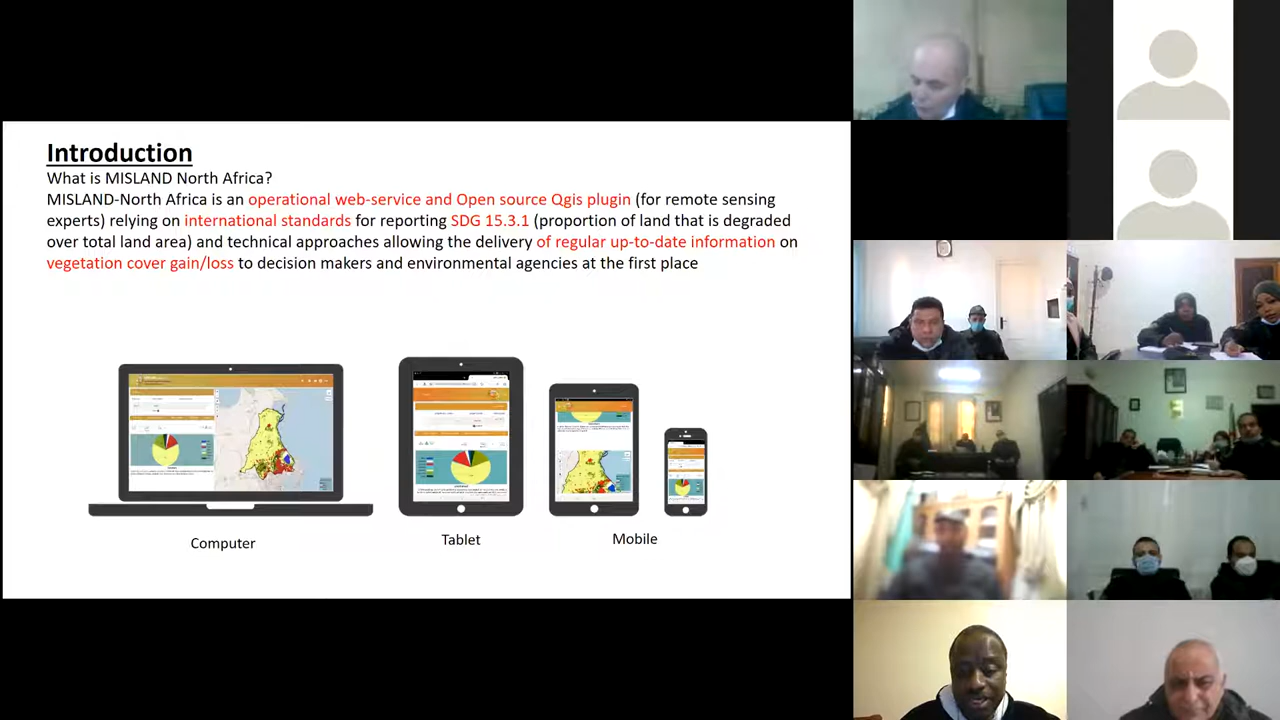 Introduction
What is MISLAND North Africa?
MISLAND-North Africa is an operational web-service and Open source Qgis plugin (for remote sensing
experts) relying on international standards for reporting SDG 15.3.1 (proportion of land that is degraded
over total land area) and technical approaches allowing the delivery of regular up-to-date information on
vegetation cover gain/loss to decision makers and environmental agencies at the first place
Computer
Tablet
Mobile